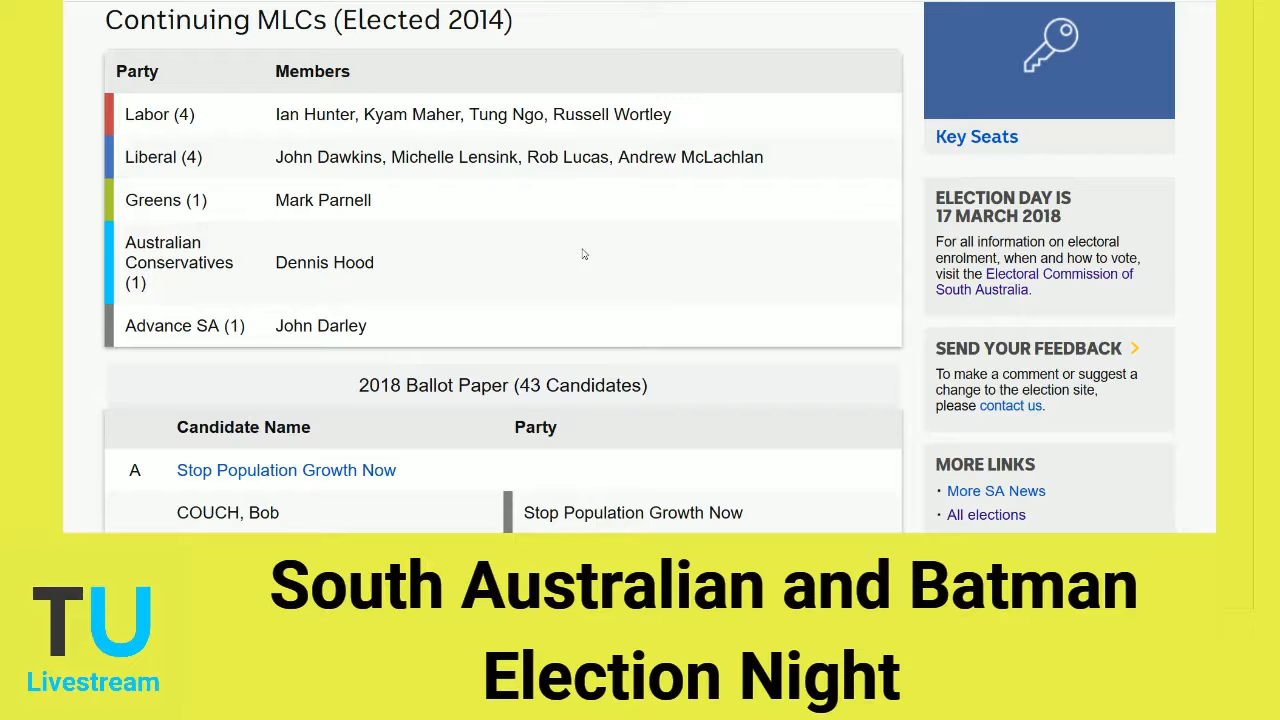 Continuing MLCs (Elected 2014)
Party Members
Labor (4) Ian Hunter, Kyam Maher, Tung Ngo, Russell Wortley
Liberal (4) John Dawkins, Michelle Lensink, Rob Lucas, Andrew McLachlan
Greens (1) Mark Parnell
Australian
Conservatives
(1)
Dennis Hood
Advance SA (1) John Darley
2018 Ballot Paper (43 Candidates)
Candidate Name Party
A Stop Population Growth Now
COUCH, Bob Stop Population Growth Now
Key Seats
ELECTION DAY IS
17 MARCH 2018
For all information on electoral
enrolment, when and how to vote,
visit the Electoral Commission of
South Australia.
SEND YOUR FEEDBACK
To make a comment or suggest a
change to the election site,
please contact us.
MORE LINKS
• More SA News
• All elections
TU
Livestream
South Australian and Batman
Election Night